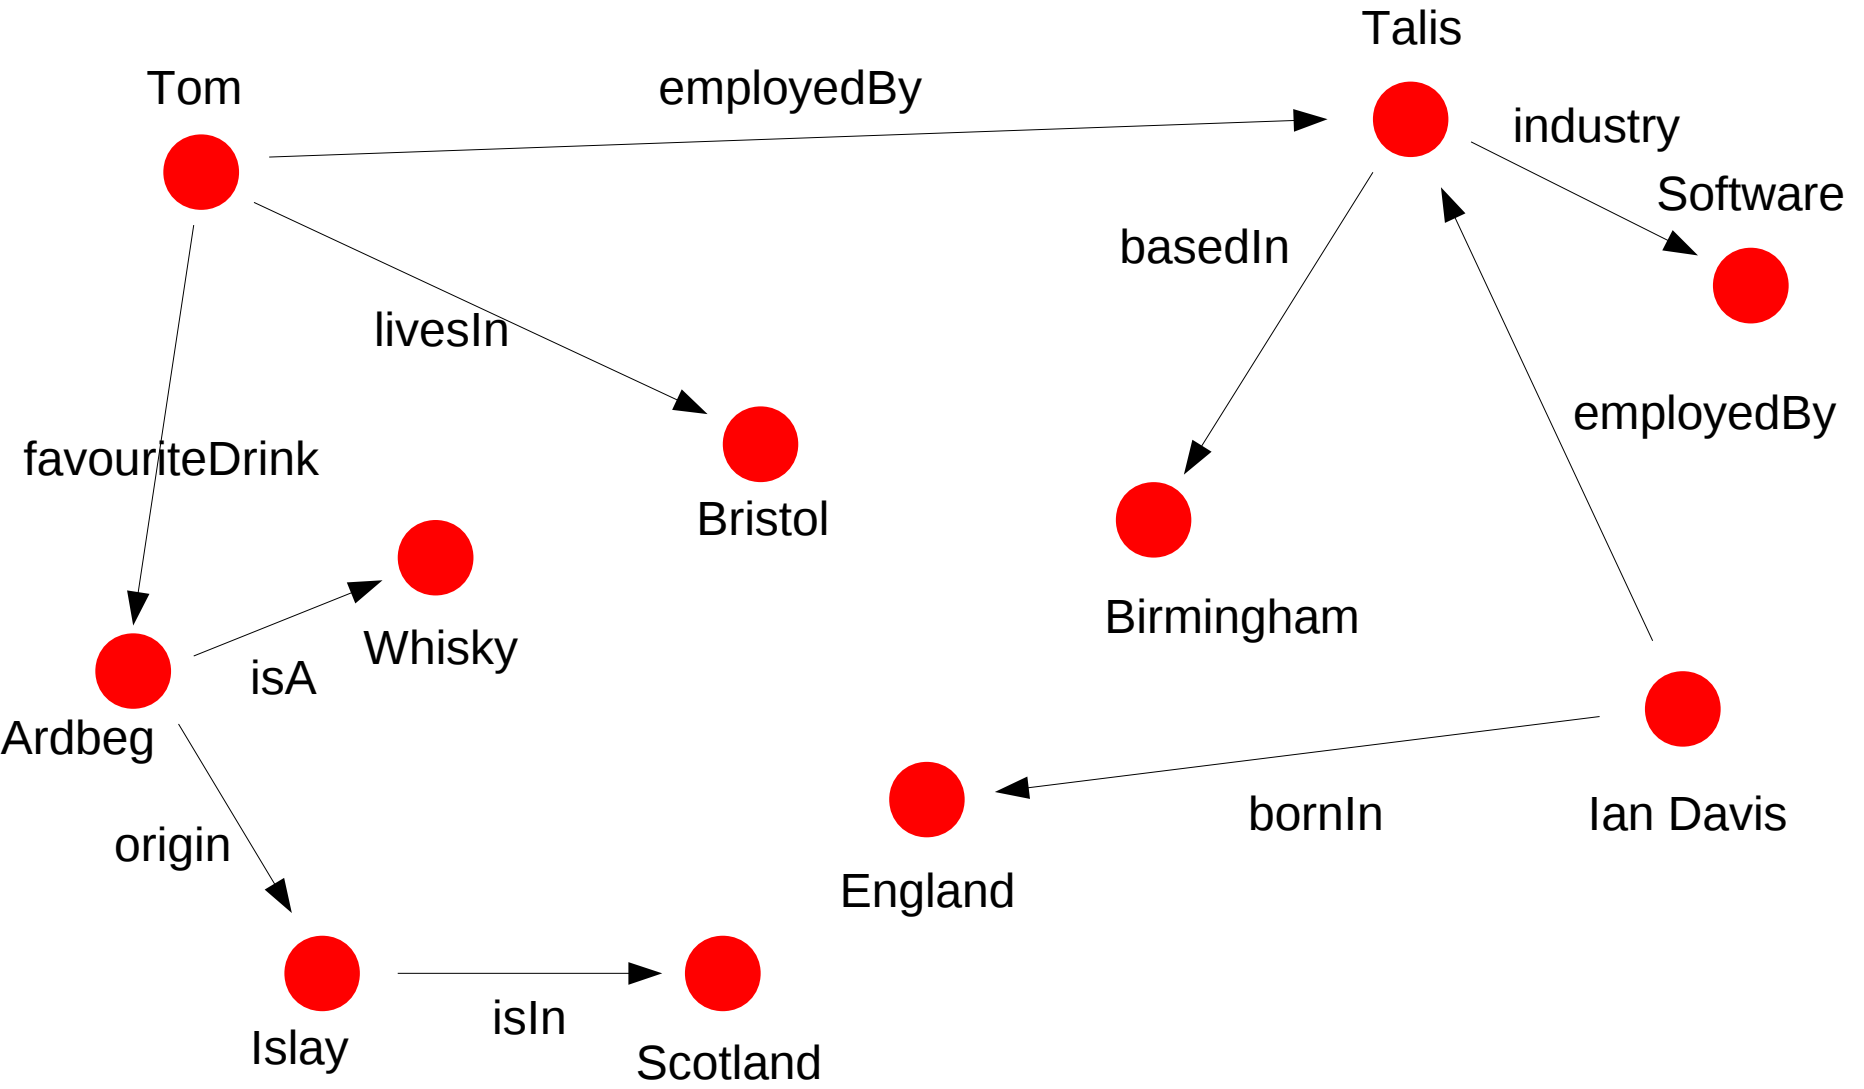 Talis
Tom
employedBy
industry
Software
basedIn
livesIn
employedBy
favouriteDrink
Bristol
Birmingham
Whisky
isA
Ardbeg
bornIn
Ian Davis
origin
England
isIn
Islay
Scotland